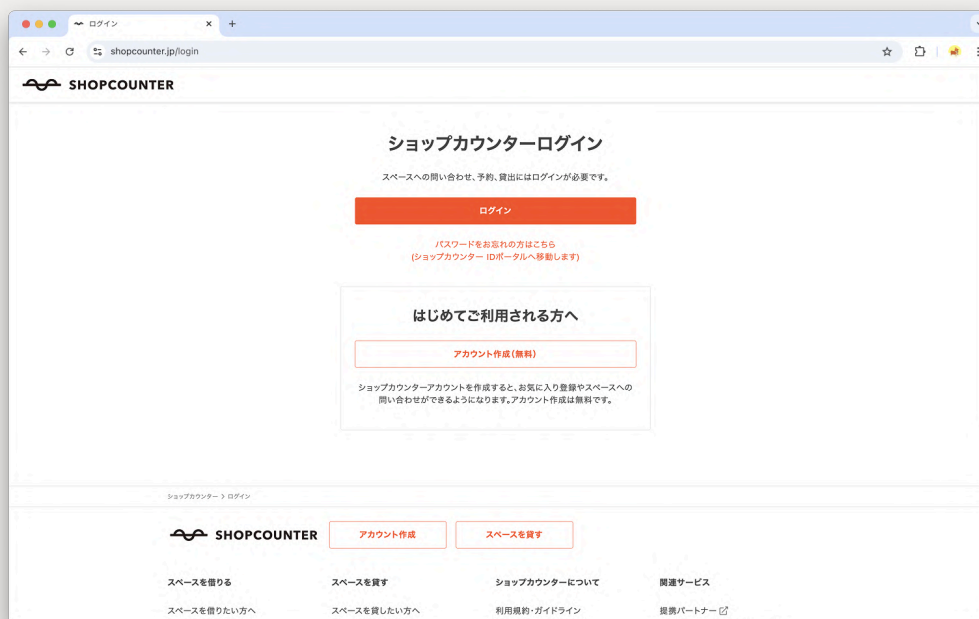 ログイン
shopcounter.jp/login
SHOPCOUNTER
ショップカウンターログイン
スペースへの問い合わせ、予約、貸出にはログインが必要です。
ログイン
パスワードをお忘れの方はこちら
(ショップカウンター IDポータルへ移動します)
はじめてご利用される方へ
アカウント作成(無料)
ショップカウンターアカウントを作成すると、お気に入り登録やスペースへの
問い合わせができるようになります。アカウント作成は無料です。
ショップカウンター > ログイン
SHOPCOUNTER
アカウント作成
スペースを貸す
スペースを借りる
スペースを貸す
ショップカウンターについて
関連サービス
スペースを借りたい方へ
スペースを貸したい方へ
利用規約・ガイドライン
提携パートナー